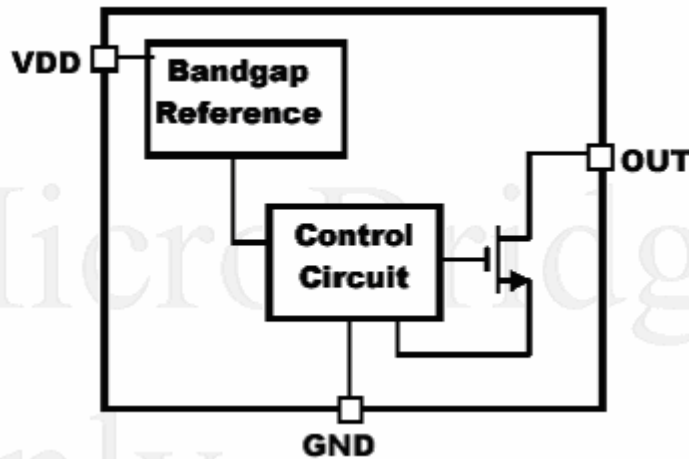 VDD
Bandgap
Reference
OUT
Control
Circuit
GND